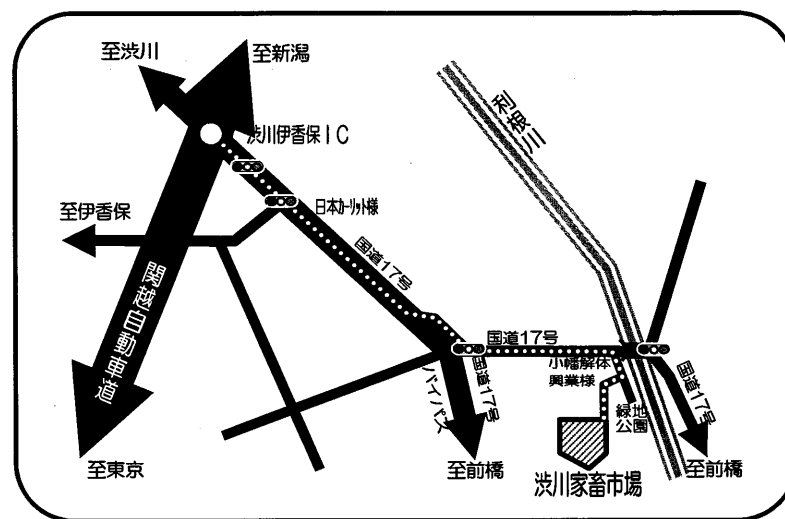 至渋川
至新潟
利根川
渋川伊香保IC
日本カーリット様
至伊香保
国道17号
関越自動車道
国道17号
小幡解体
興業様
国道17号
バイパス
国道17号
緑地
公園
至東京
至前橋
至前橋
渋川家畜市場